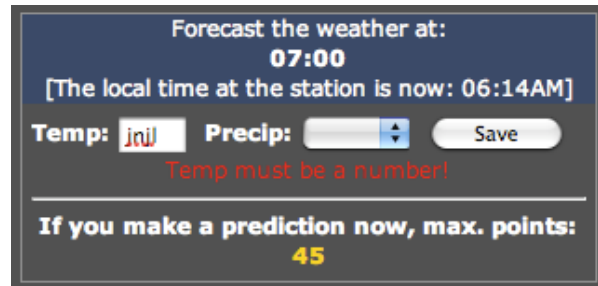 Forecast the weather at:
07:00
[The local time at the station is now: 06:14AM]
Temp: jnjl Precip: Save
Temp must be a number!
If you make a prediction now, max. points:
45